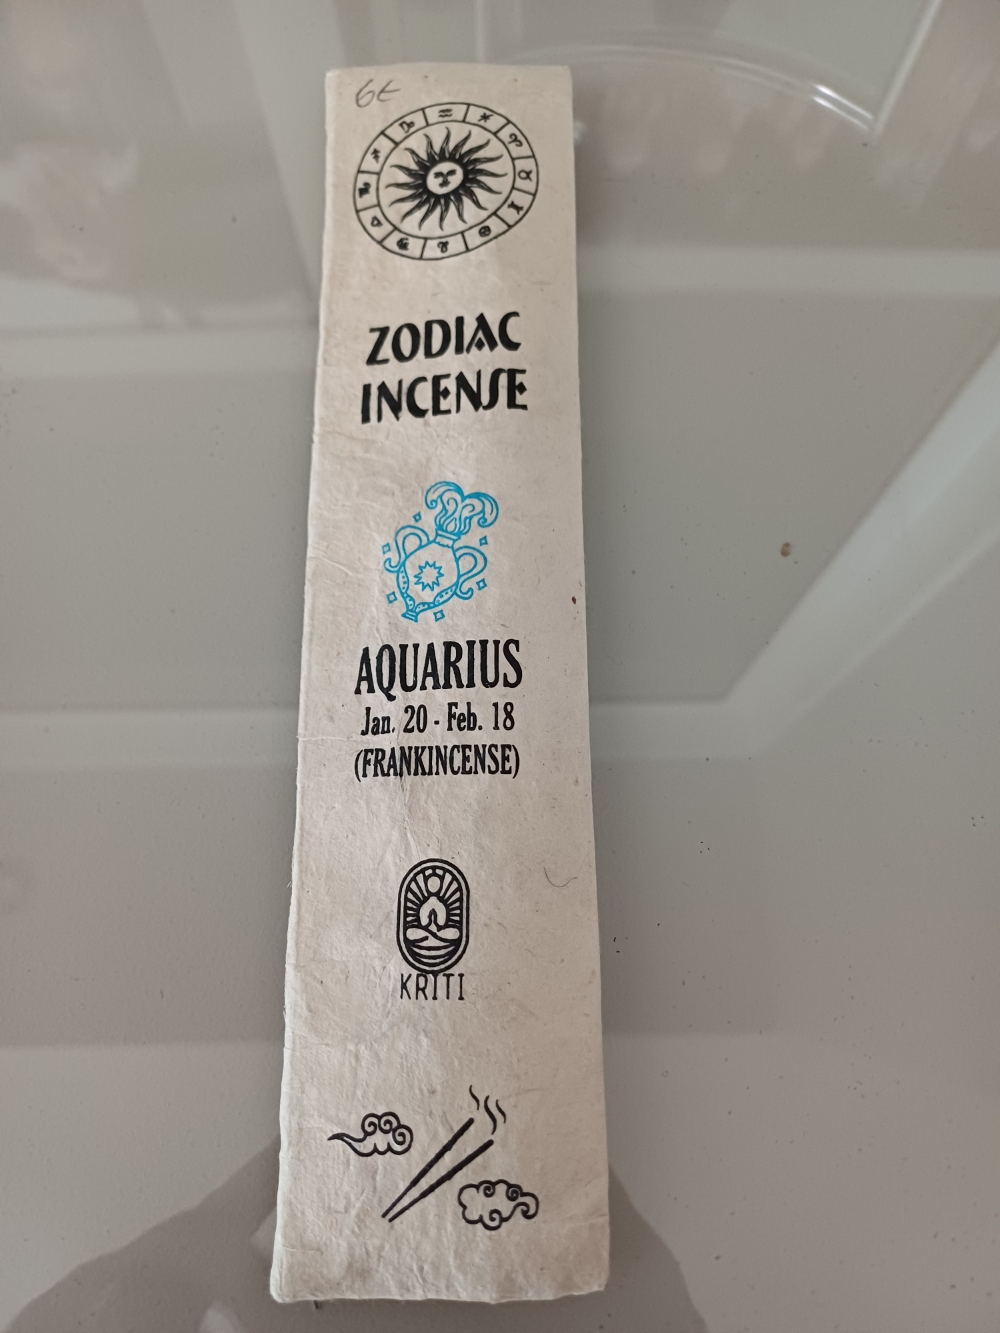 6€
ZODIAC
INCENSE
AQUARIUS
Jan. 20 - Feb. 18
(FRANKINCENSE)
KRITI